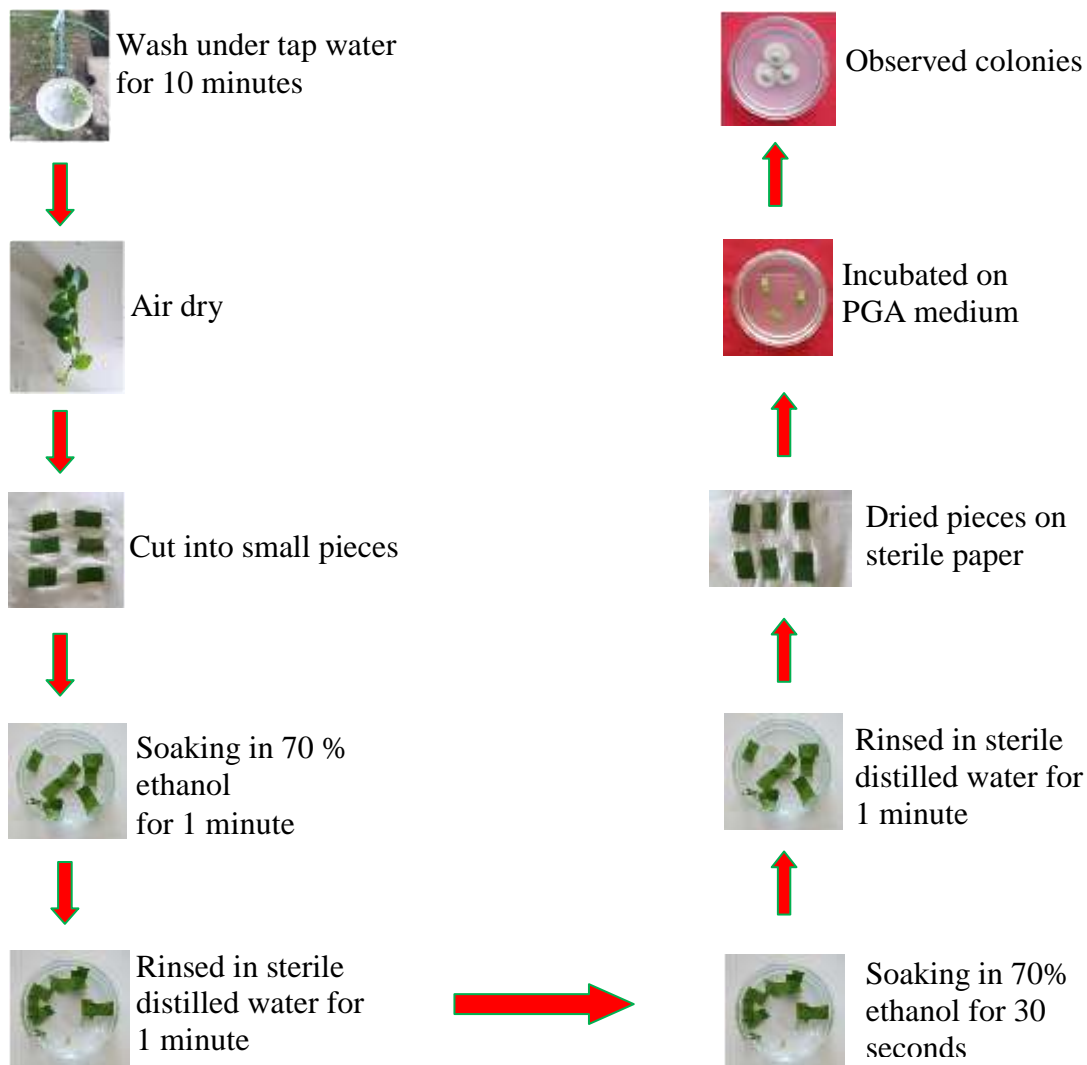 Wash under tap water
for 10 minutes
Air dry
Cut into small pieces
Soaking in 70 %
ethanol
for 1 minute
Rinsed in sterile
distilled water for
1 minute
Soaking in 70%
ethanol for 30
seconds
Rinsed in sterile
distilled water for
1 minute
Dried pieces on
sterile paper
Incubated on
PGA medium
Observed colonies